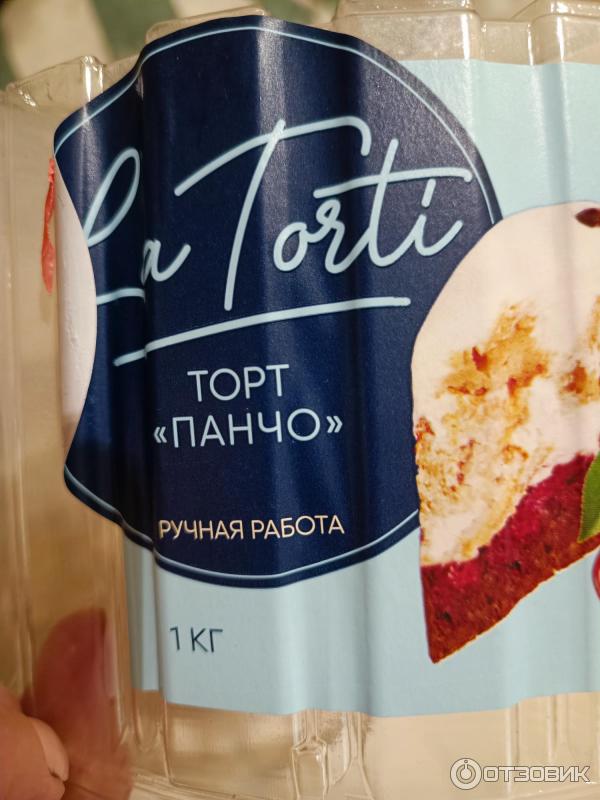 La Torti
ТОРТ
«ПАНЧО»
РУЧНАЯ РАБОТА
1 КГ
ОТЗОВИК